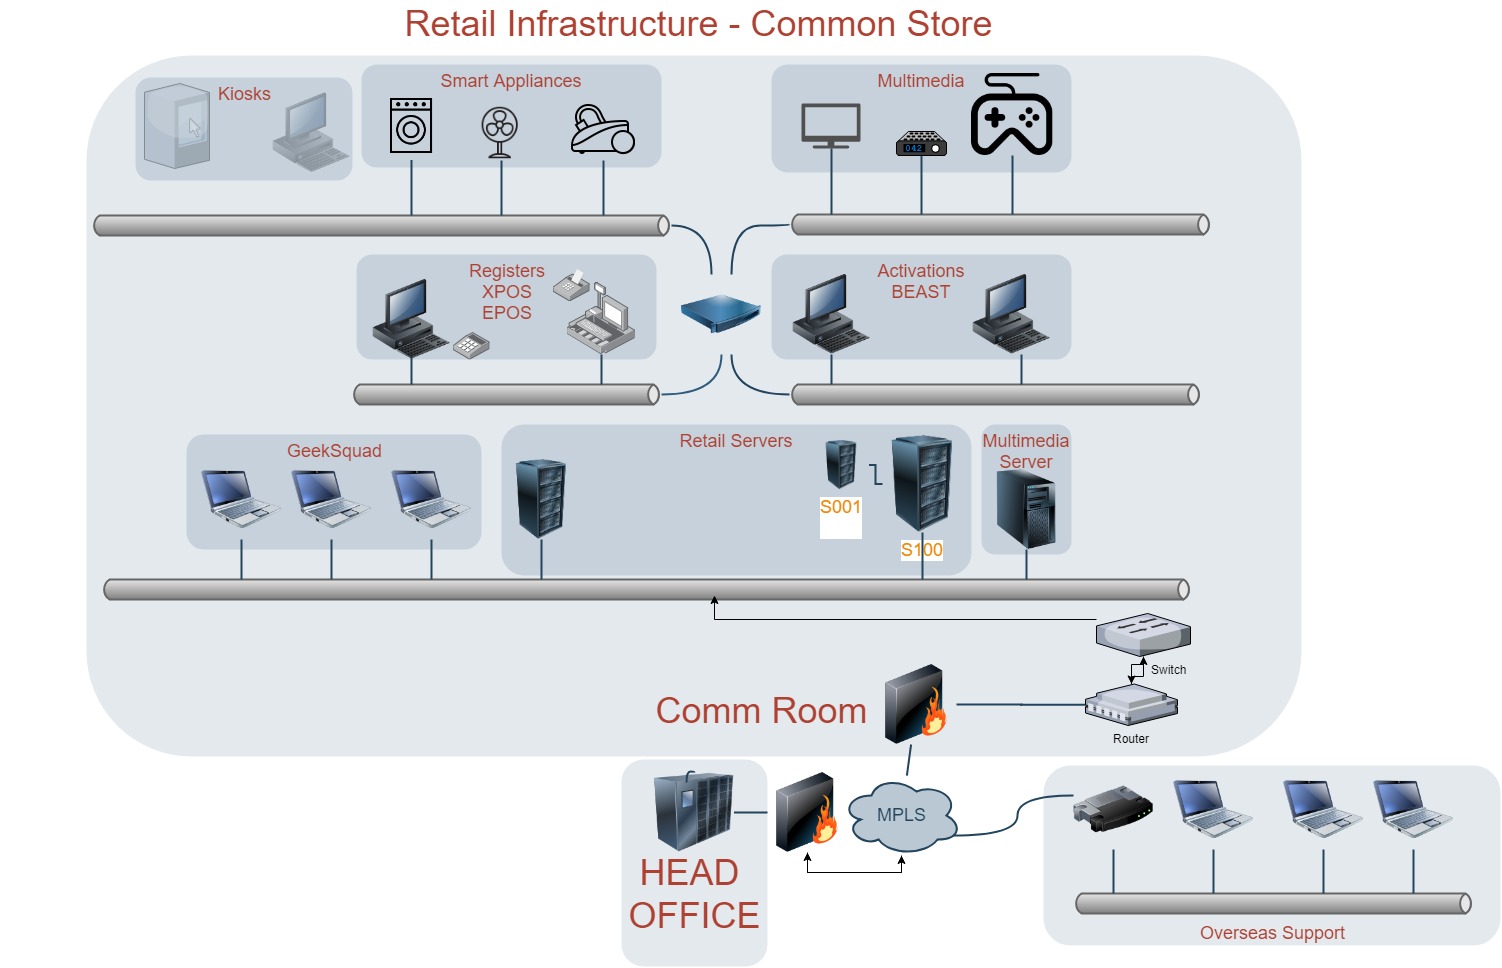 Retail Infrastructure - Common Store
Kiosks
Smart Appliances
Multimedia
042
Registers
XPOS
EPOS
Activations
BEAST
GeekSquad
Retail Servers
S001
S100
Multimedia
Server
Switch
Comm Room
Router
MPLS
HEAD
OFFICE
Overseas Support